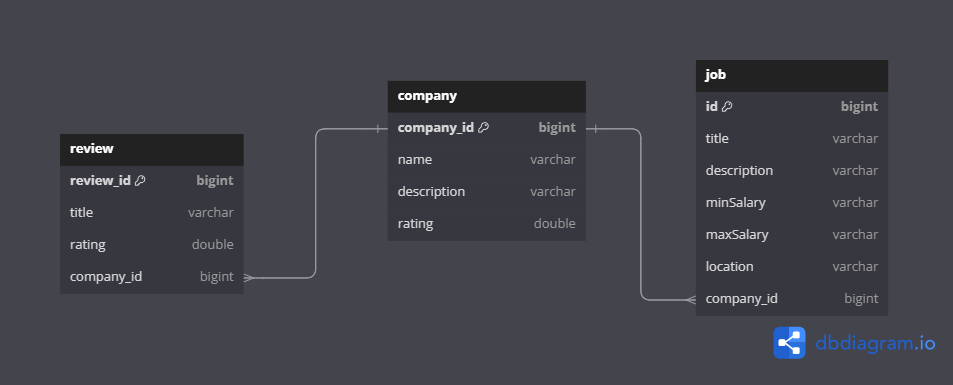 review
review_id bigint
title varchar
rating double
company_id bigint
company
company_id bigint
name varchar
description varchar
rating double
job
id bigint
title varchar
description varchar
minSalary varchar
maxSalary varchar
location varchar
company_id bigint
dbdiagram.io